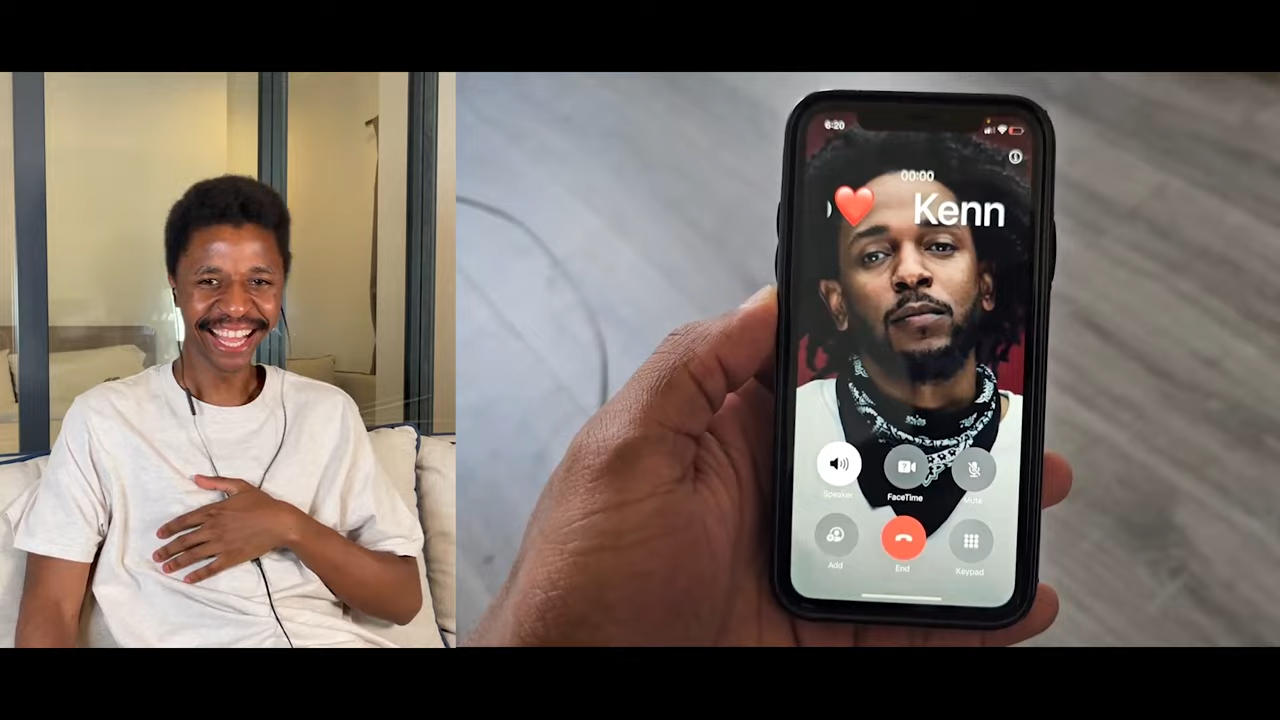 6:20
00:00
) ❤️ Kenn
Speaker
FaceTime
Mute
Add
End
Keypad